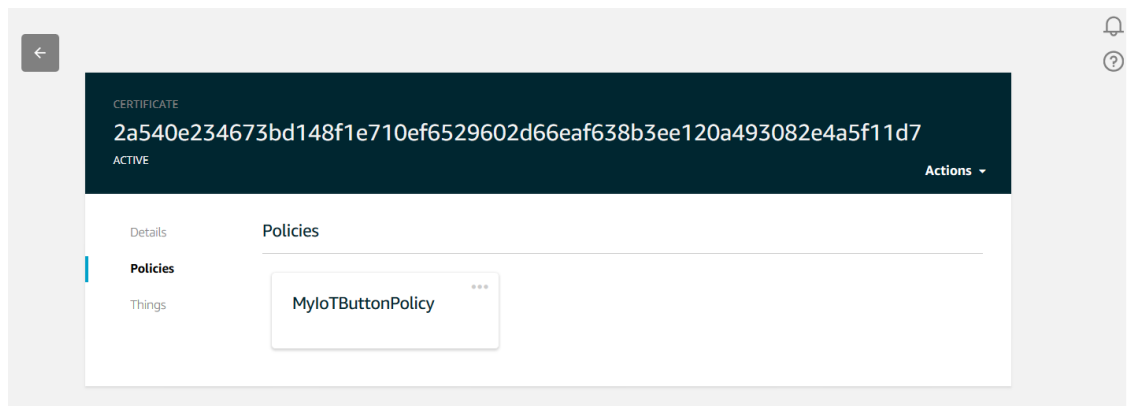 CERTIFICATE
2a540e234673bd148f1e710ef6529602d66eaf638b3ee120a493082e4a5f11d7
ACTIVE
Actions
Details
Policies
Policies
Things
MyIoTButtonPolicy